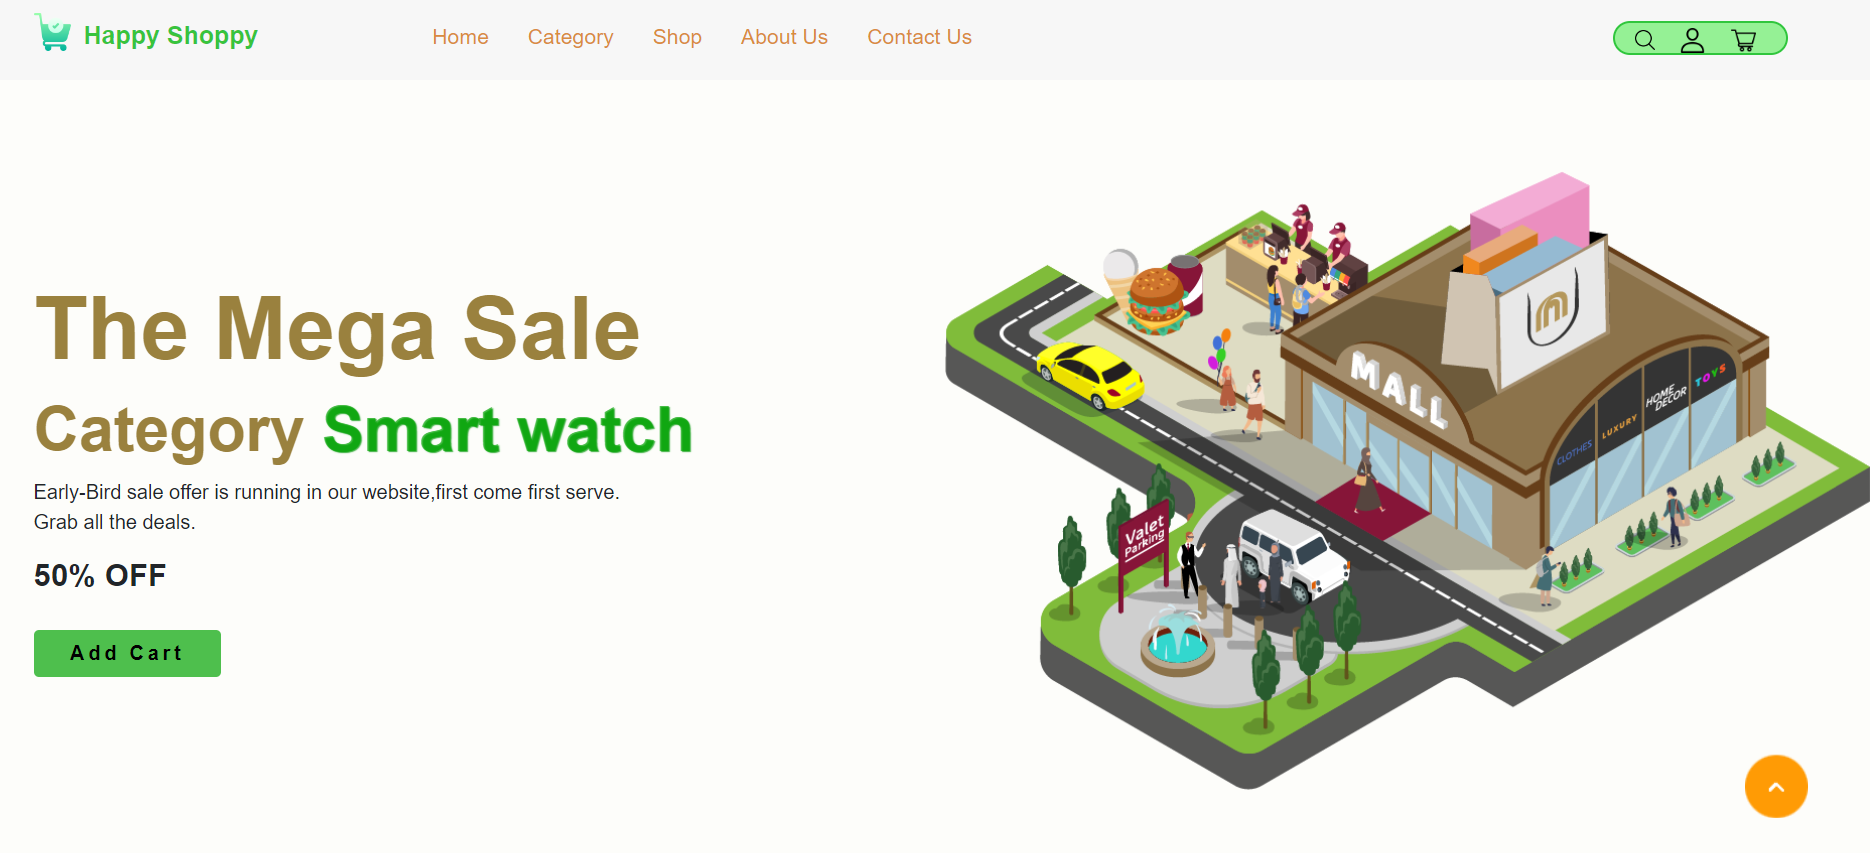 Happy Shoppy
Home Category Shop About Us Contact Us
The Mega Sale
Category Smart watch
Early-Bird sale offer is running in our website,first come first serve.
Grab all the deals.
50% OFF
Add Cart
MALL
CLOTHES
LUXURY
HOME
DECOR
TOYS
Valet
Parking